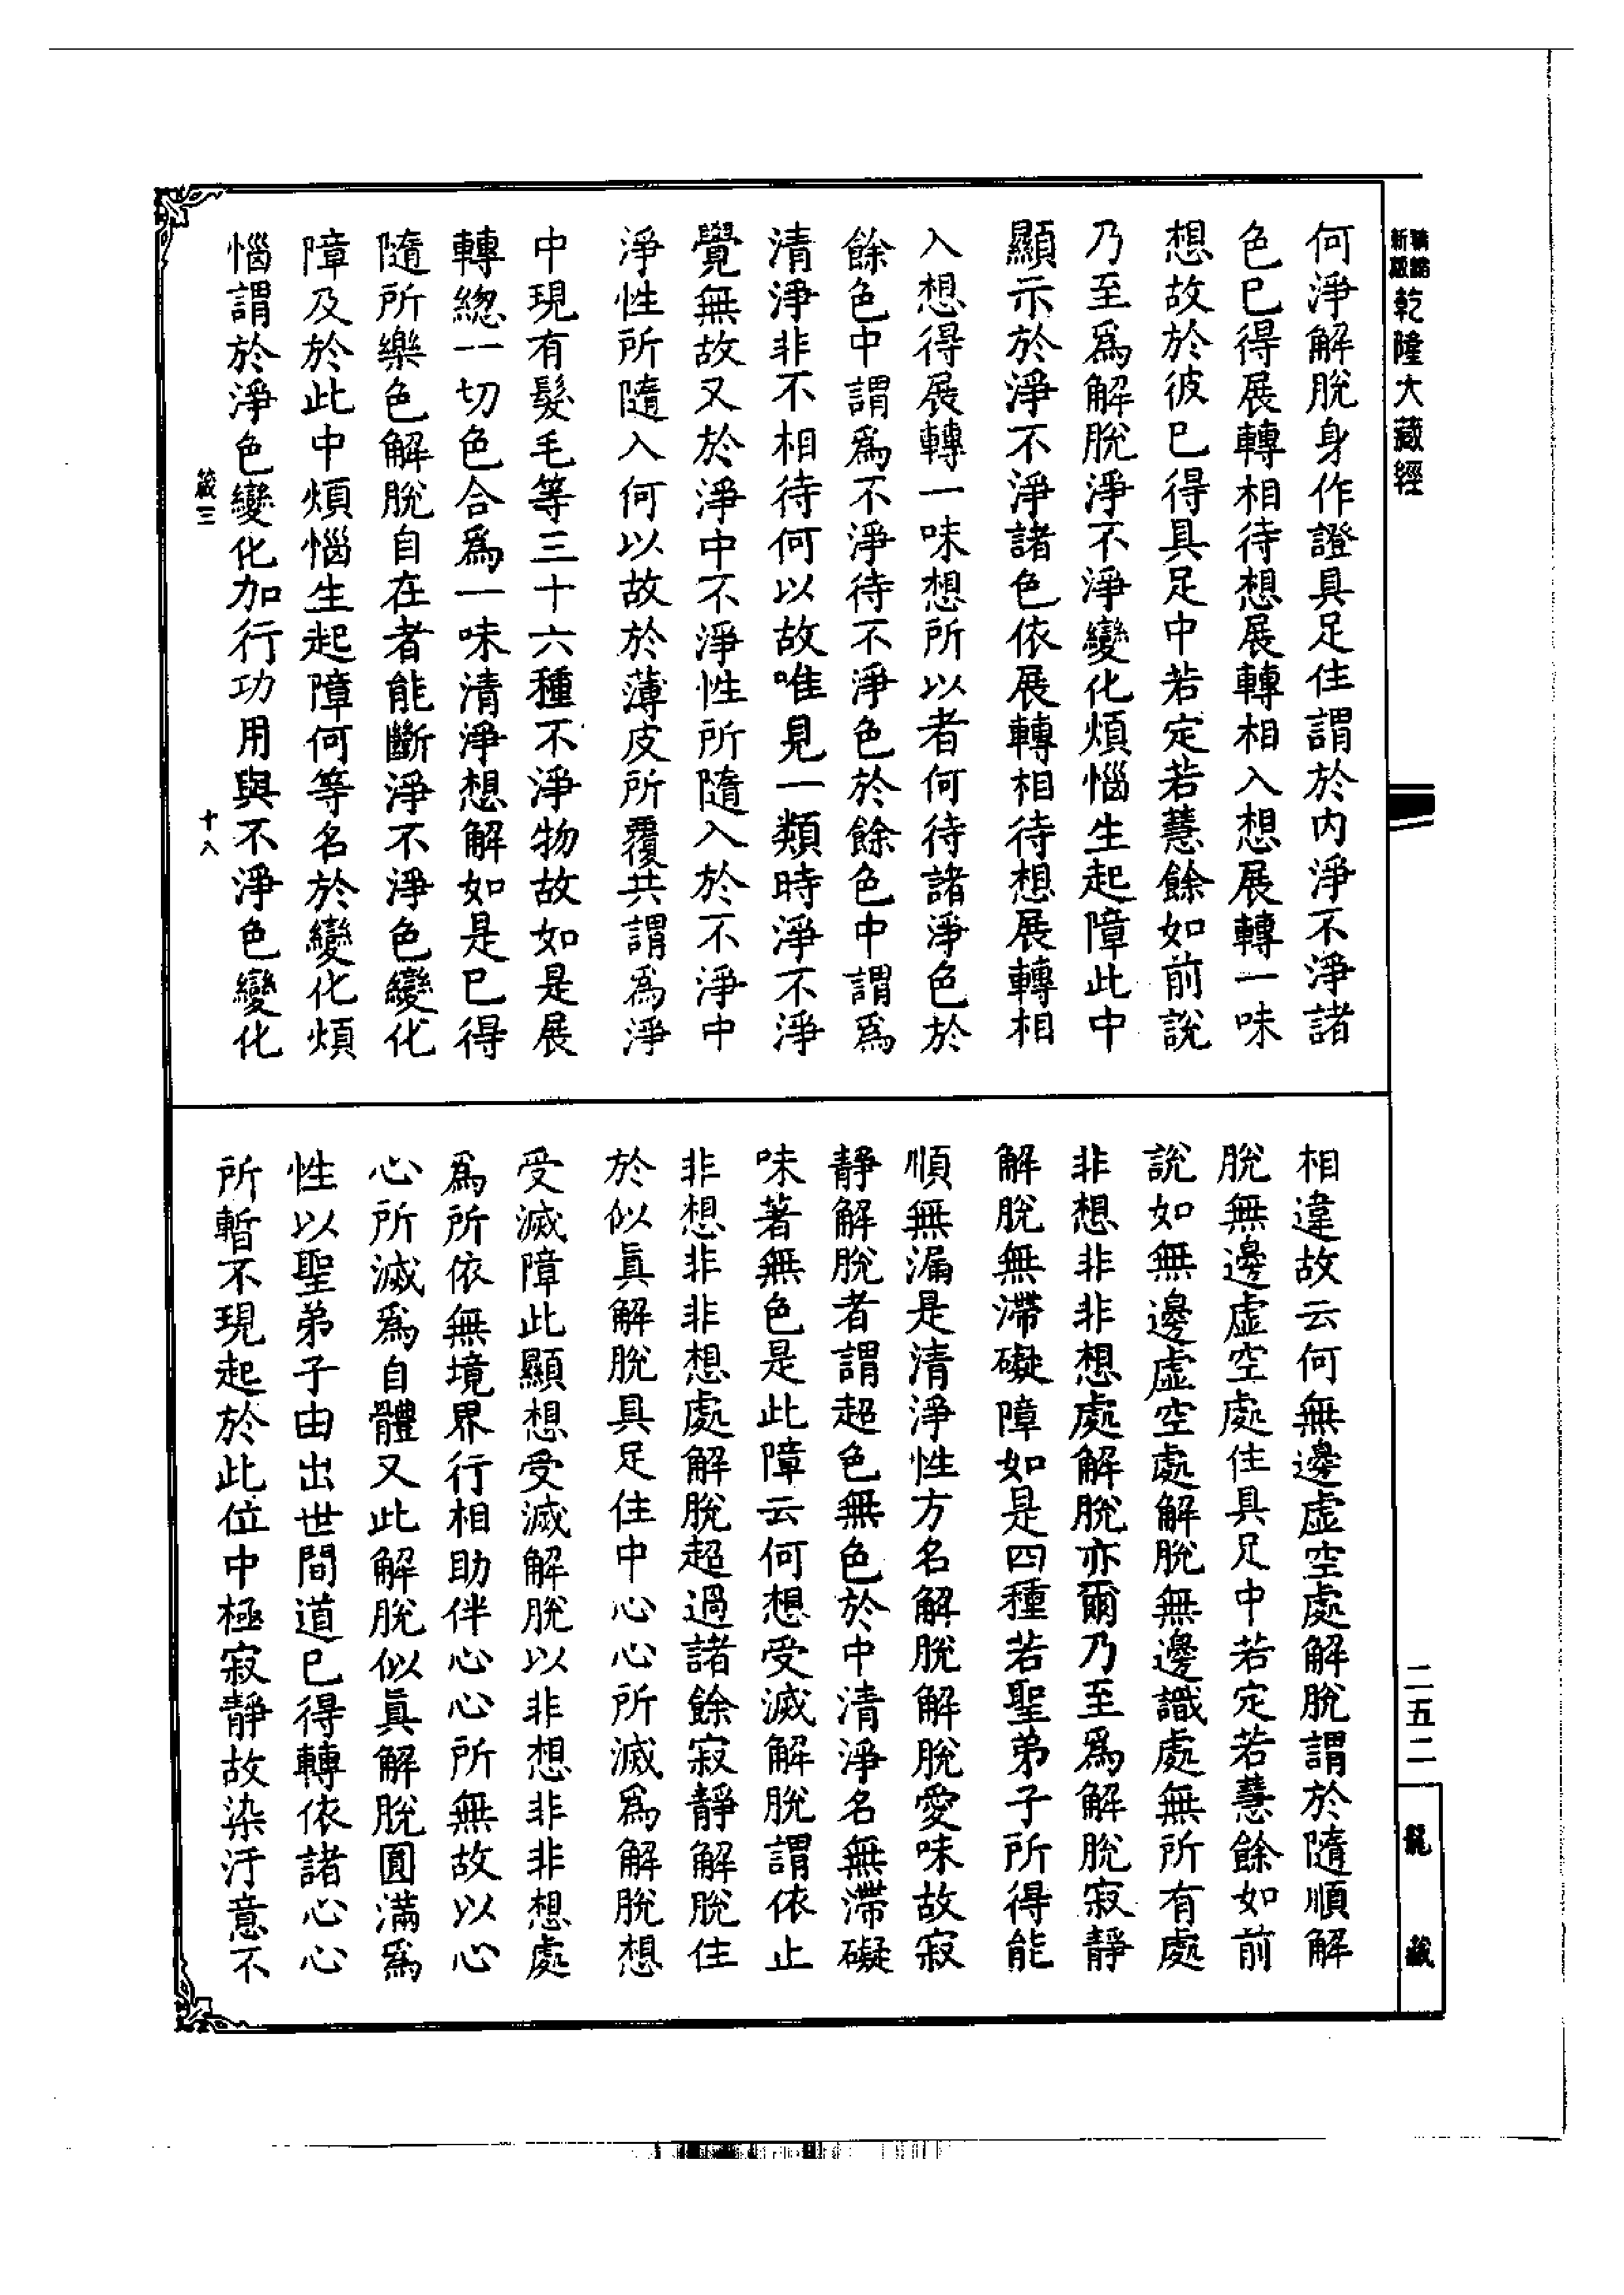 新版 精緻 乾隆大藏經
何淨解脫身作證具足住謂於內淨不淨諸
色已得展轉相待想展轉相入想展轉一味
想故於彼已得具足中若定若慧餘如前說
乃至爲解脫淨不淨變化煩惱生起障此中
顯示於淨不淨諸色依展轉相待想展轉相
入想得展轉一味想所以者何待諸淨色於
餘色中謂爲不淨待不淨色於餘色中謂爲
清淨非不相待何以故唯見一類時淨不淨
覺無故又於淨中不淨性所隨入於不淨中
淨性所隨入何以故於薄皮所覆共謂爲淨
中現有髮毛等三十六種不淨物故如是展
轉總一切色合爲一味清淨想解如是已得
隨所樂色解脫自在者能斷淨不淨色變化
障及於此中煩惱生起障何等名於變化煩
惱謂於淨色變化加行功用與不淨色變化
箴三 十八
相違故云何無邊虛空處解脫謂於隨順解
脫無邊虛空處住具足中若定若慧餘如前
說如無邊虛空處解脫無邊識處無所有處
非想非非想處解脫亦爾乃至爲解脫寂靜
解脫無滯礙障如是四種若聖弟子所得能
順無漏是清淨性方名解脫解脫愛味故寂
靜解脫者謂超色無色於中清淨名無滯礙
味著無色是此障云何想受滅解脫謂依止
非想非非想處解脫超過諸餘寂靜解脫住
於似眞解脫具足住中心心所滅爲解脫想
受滅障此顯想受滅解脫以非想非非想處
爲所依無境界行相助伴心心所無故以心
心所滅爲自體又此解脫似眞解脫圓滿爲
性以聖弟子由出世間道已得轉依諸心心
所暫不現起於此位中極寂靜故染汙意不
二五二
龍藏